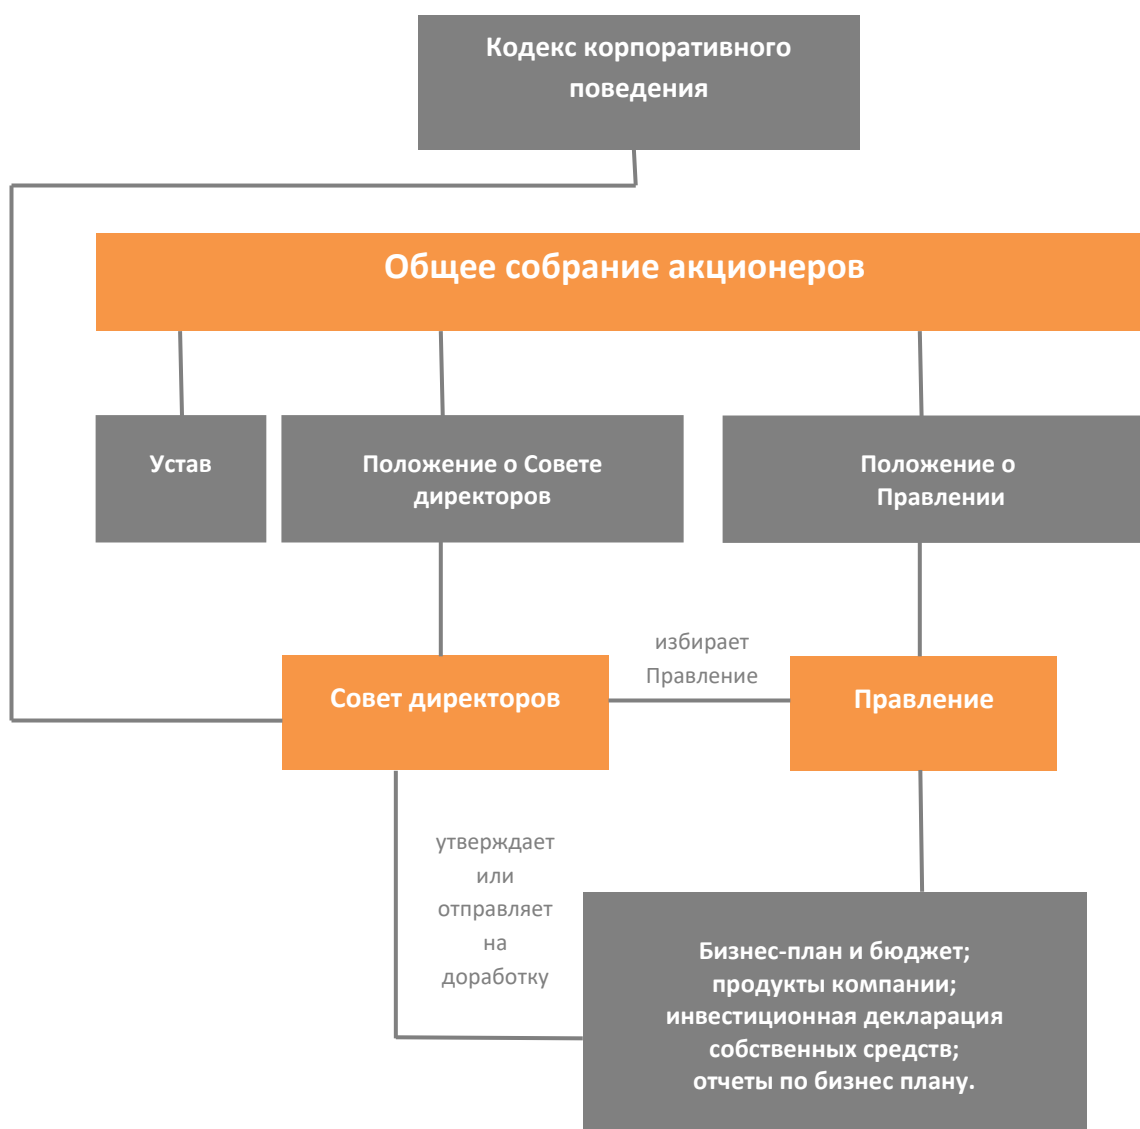 Кодекс корпоративного
поведения
Общее собрание акционеров
Устав
Положение о Совете
директоров
Положение о
Правлении
избирает
Правление
Совет директоров
Правление
утверждает
или
отправляет
на
доработку
Бизнес-план и бюджет;
продукты компании;
инвестиционная декларация
собственных средств;
отчеты по бизнес плану.